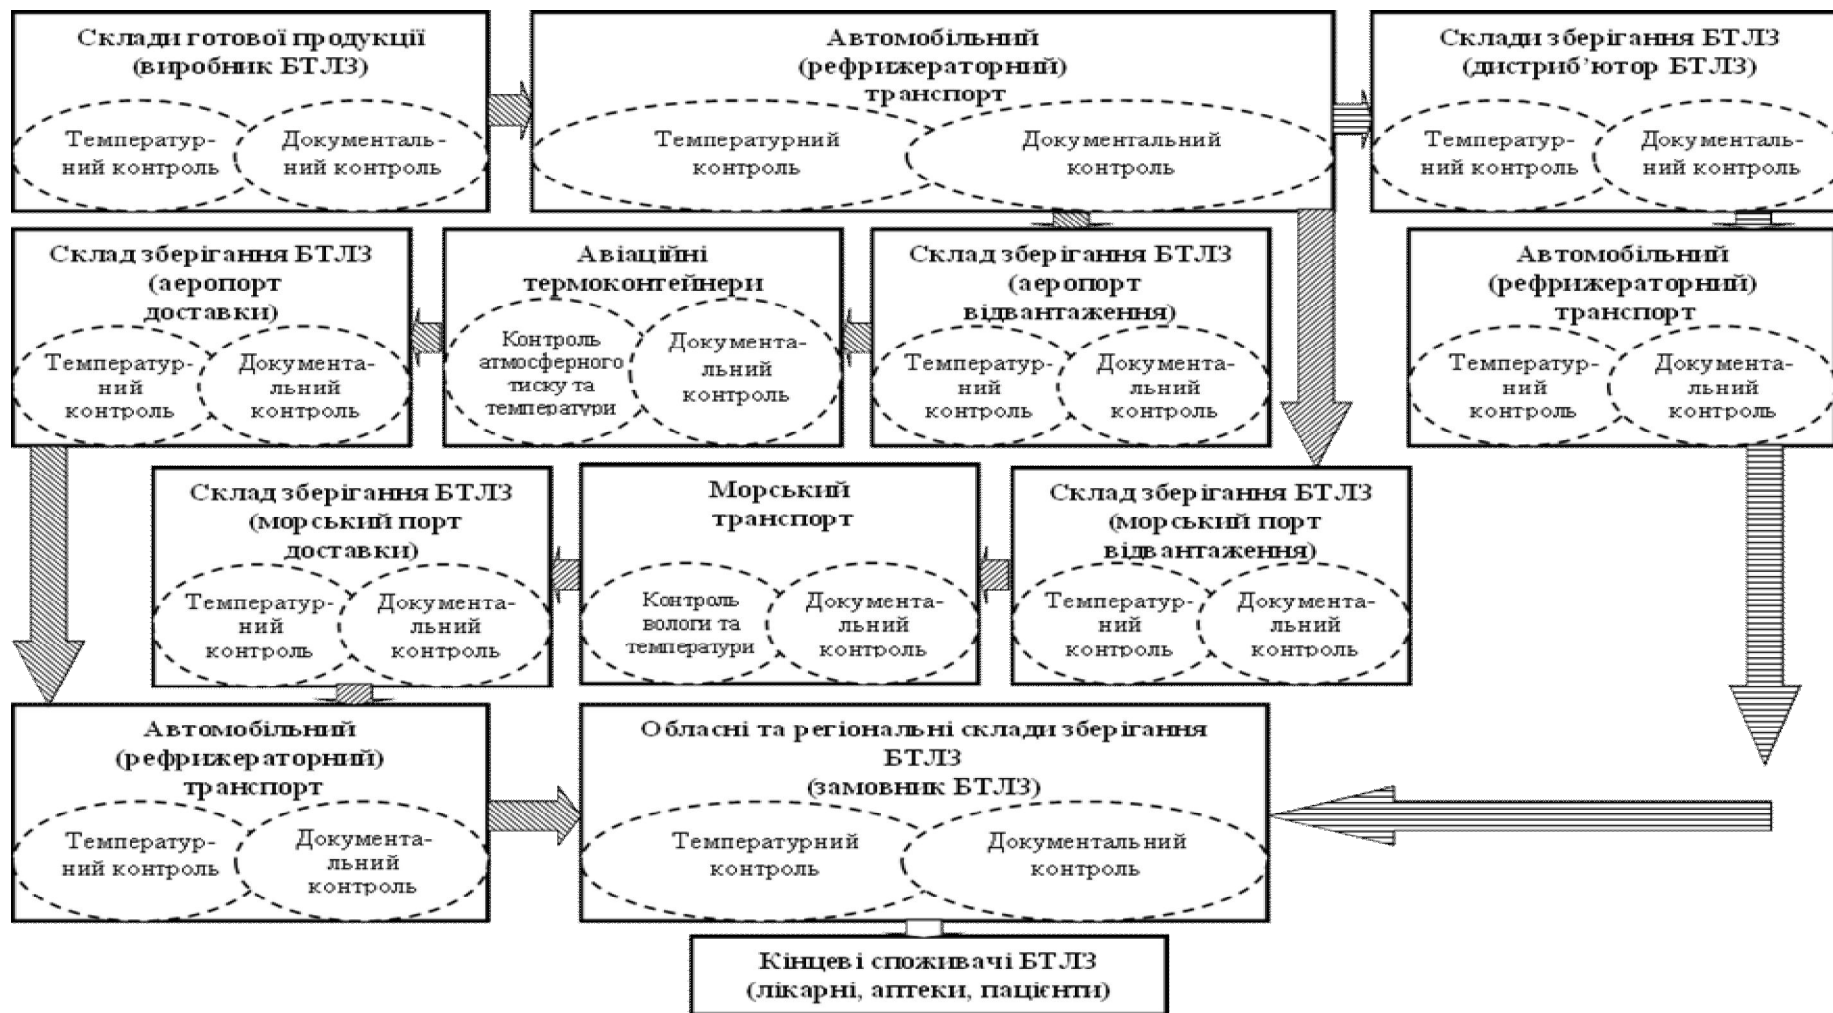 Склади готової продукції
(виробник БТЛЗ)
Температур-
ний контроль
Документаль-
ний контроль
Автомобільний
(рефрижераторний)
транспорт
Температурний
контроль
Документальний
контроль
Склади зберігання БТЛЗ
(дистриб’ютор БТЛЗ)
Температур-
ний контроль
Документаль-
ний контроль
Склад зберігання БТЛЗ
(аеропорт
доставки)
Температур-
ний
контроль
Документа-
льний
контроль
Авіаційні
термоконтейнери
Контроль
атмосферного
тиску та
температури
Документа-
льний
контроль
Склад зберігання БТЛЗ
(аеропорт
відвантаження)
Температур-
ний
контроль
Документа-
льний
контроль
Автомобільний
(рефрижераторний)
транспорт
Температур-
ний
контроль
Документа-
льний
контроль
Склад зберігання БТЛЗ
(морський порт
доставки)
Температур-
ний
контроль
Документа-
льний
контроль
Морський
транспорт
Контроль
вологи та
температури
Документа-
льний
контроль
Склад зберігання БТЛЗ
(морський порт
відвантаження)
Температур-
ний
контроль
Документа-
льний
контроль
Автомобільний
(рефрижераторний)
транспорт
Температур-
ний контроль
Документа-
льний
контроль
Обласні та регіональні склади зберігання
БТЛЗ
(замовник БТЛЗ)
Температурний
контроль
Документальний
контроль
Кінцеві споживачі БТЛЗ
(лікарні, аптеки, пацієнти)